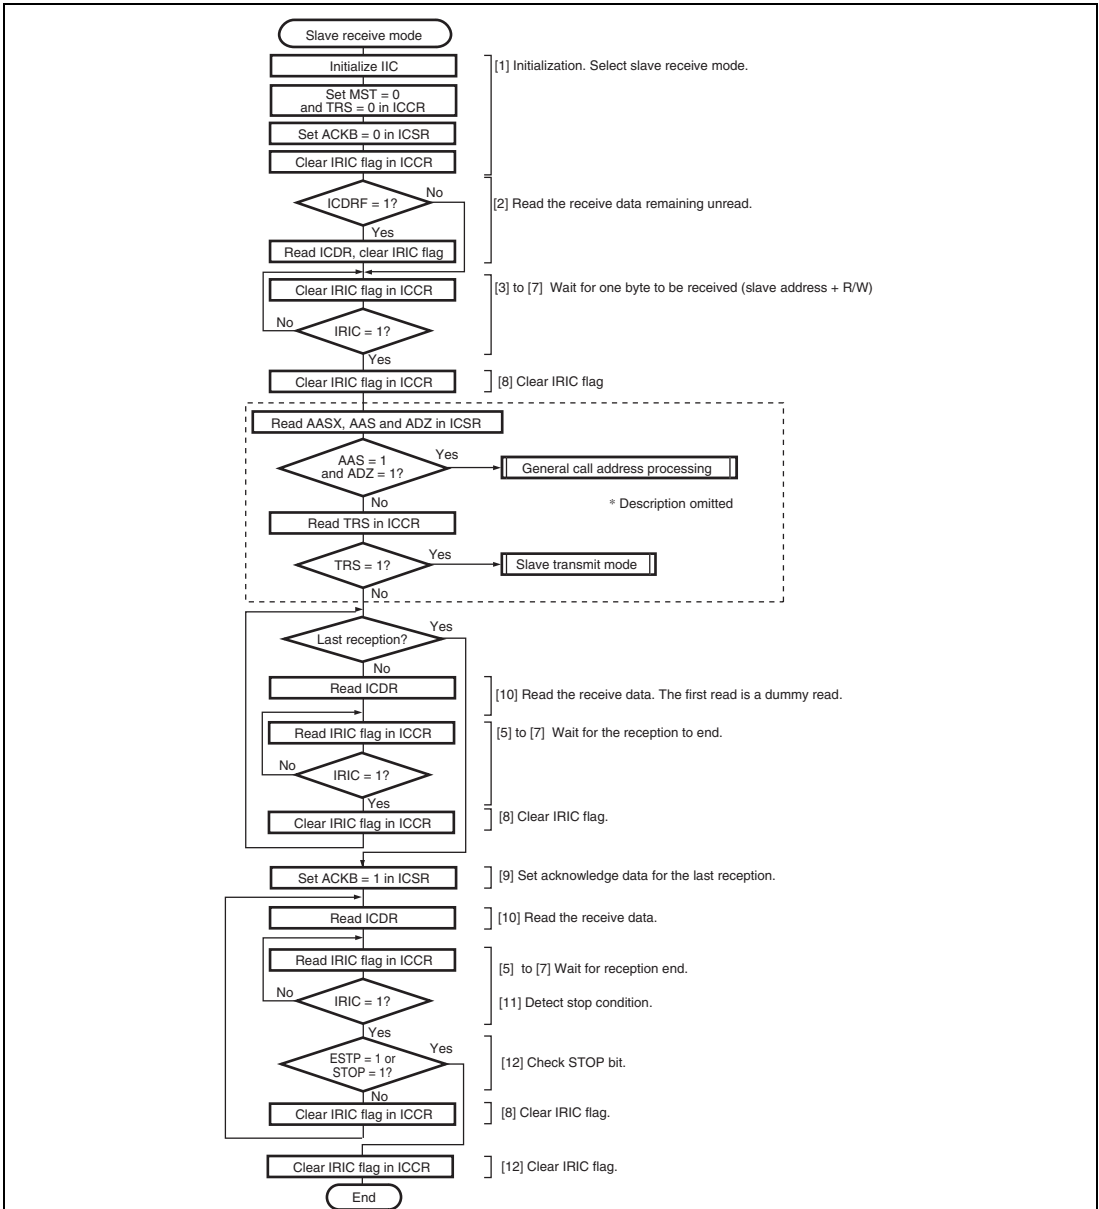 Slave receive mode
Initialize IIC
[1] Initialization. Select slave receive mode.
Set MST = 0
and TRS = 0 in ICCR
Set ACKB = 0 in ICSR
Clear IRIC flag in ICCR
ICDRF = 1?
No
[2] Read the receive data remaining unread.
Yes
Read ICDR, clear IRIC flag
Clear IRIC flag in ICCR
[3] to [7] Wait for one byte to be received (slave address + R/W)
No
IRIC = 1?
Yes
Clear IRIC flag in ICCR
[8] Clear IRIC flag
Read AASX, AAS and ADZ in ICSR
AAS = 1
and ADZ = 1?
Yes
General call address processing
* Description omitted
No
Read TRS in ICCR
TRS = 1?
Yes
Slave transmit mode
No
Last reception?
Yes
No
Read ICDR
[10] Read the receive data. The first read is a dummy read.
Read IRIC flag in ICCR
[5] to [7] Wait for the reception to end.
No
IRIC = 1?
Yes
Clear IRIC flag in ICCR
[8] Clear IRIC flag.
Set ACKB = 1 in ICSR
[9] Set acknowledge data for the last reception.
Read ICDR
[10] Read the receive data.
Read IRIC flag in ICCR
[5] to [7] Wait for reception end.
No
IRIC = 1?
[11] Detect stop condition.
Yes
ESTP = 1 or
STOP = 1?
Yes
[12] Check STOP bit.
No
Clear IRIC flag in ICCR
[8] Clear IRIC flag.
Clear IRIC flag in ICCR
[12] Clear IRIC flag.
End